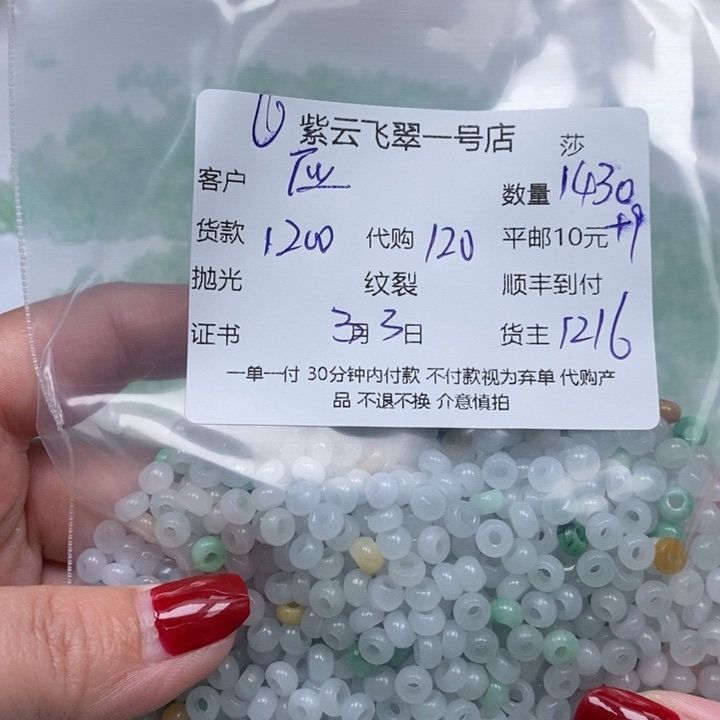 紫云飞翠一号店 莎
客户 TW 数量 1430
货款 1200 代购 120 平邮10元+9
抛光 纹裂 顺丰到付
证书 3月3日 货主 1216
一单一付 30分钟内付款 不付款视为弃单 代购产
品 不退不换 介意慎拍